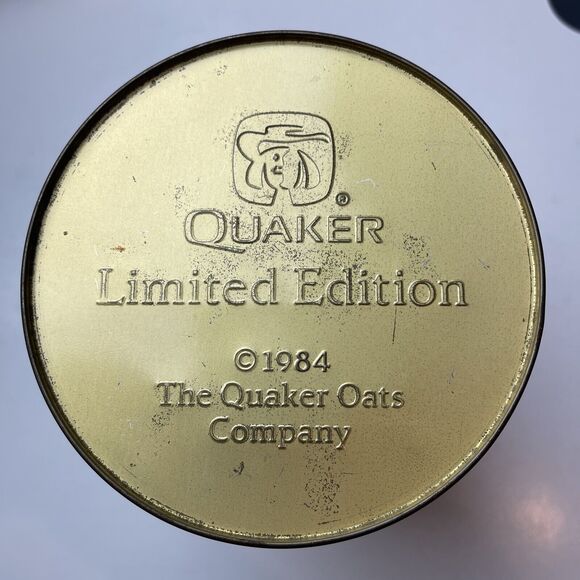 ®
QUAKER
Limited Edition
© 1984
The Quaker Oats
Company